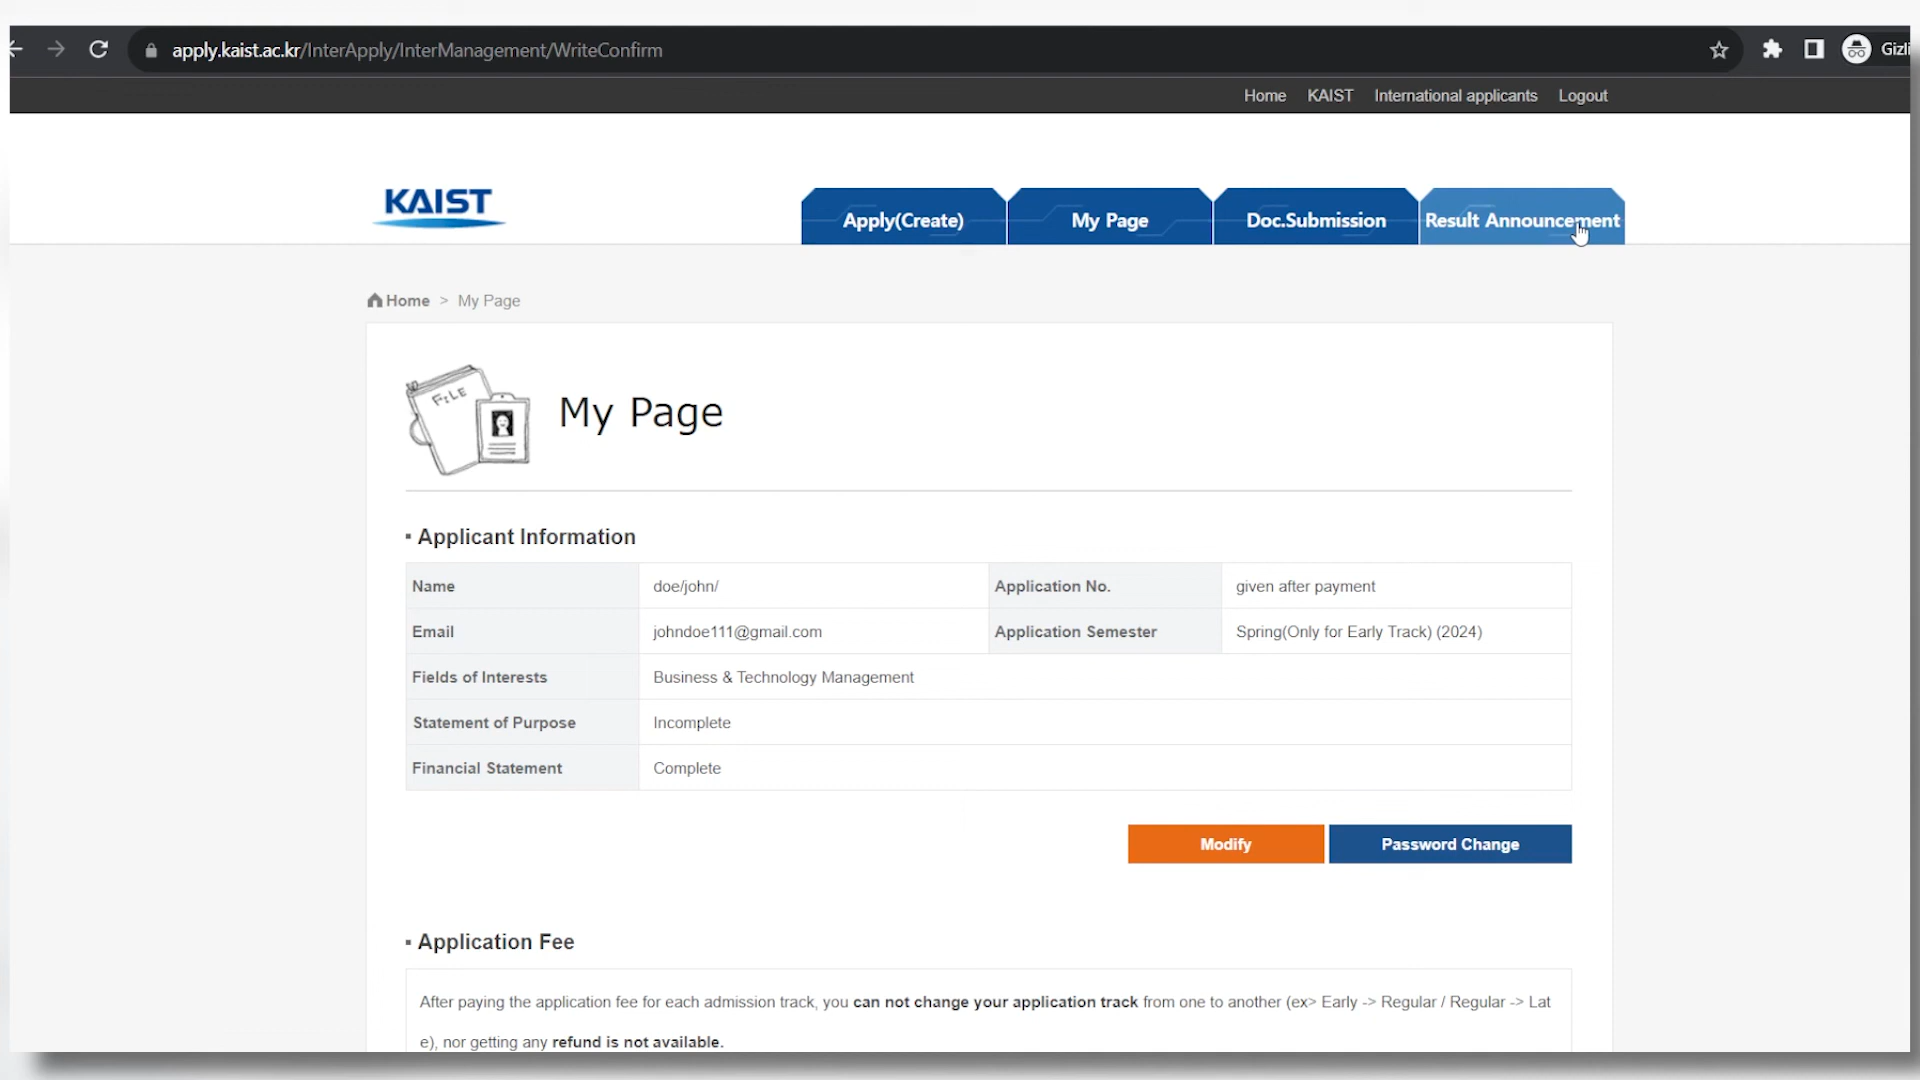 apply.kaist.ac.kr/InterApply/InterManagement/WriteConfirm
Gizli
Home KAIST International applicants Logout
KAIST
Apply(Create) My Page Doc.Submission Result Announcement
Home > My Page
FILE
My Page
▪ Applicant Information
Name doe/john/ Application No. given after payment
Email johndoe111@gmail.com Application Semester Spring(Only for Early Track) (2024)
Fields of Interests Business & Technology Management
Statement of Purpose Incomplete
Financial Statement Complete
Modify Password Change
▪ Application Fee
After paying the application fee for each admission track, you can not change your application track from one to another (ex> Early -> Regular / Regular -> Lat
e), nor getting any refund is not available.